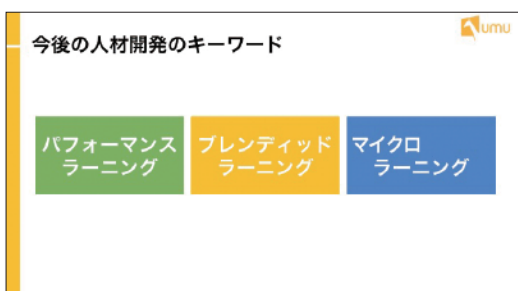 umu
今後の人材開発のキーワード
パフォーマンス
ラーニング
ブレンディッド
ラーニング
マイクロ
ラーニング